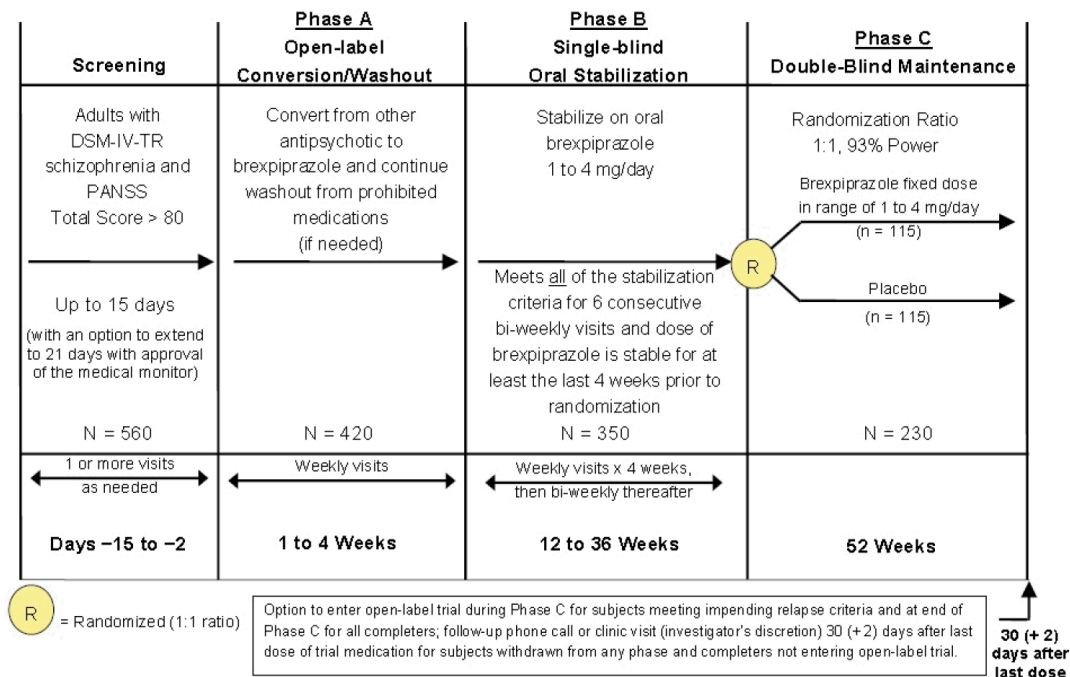 Screening
Adults with
DSM-IV-TR
schizophrenia and
PANSS
Total Score > 80
Up to 15 days
(with an option to extend
to 21 days with approval
of the medical monitor)
N = 560
1 or more visits
as needed
Days −15 to −2
Phase A
Open-label
Conversion/Washout
Convert from other
antipsychotic to
brexpiprazole and continue
washout from prohibited
medications
(if needed)
N = 420
Weekly visits
1 to 4 Weeks
Phase B
Single-blind
Oral Stabilization
Stabilize on oral
brexpiprazole
1 to 4 mg/day
Meets all of the stabilization
criteria for 6 consecutive
bi-weekly visits and dose of
brexpiprazole is stable for at
least the last 4 weeks prior to
randomization
N = 350
Weekly visits x 4 weeks,
then bi-weekly thereafter
12 to 36 Weeks
Phase C
Double-Blind Maintenance
Randomization Ratio
1:1, 93% Power
Brexpiprazole fixed dose
in range of 1 to 4 mg/day
(n = 115)
R
Placebo
(n = 115)
N = 230
52 Weeks
R
= Randomized (1:1 ratio)
Option to enter open-label trial during Phase C for subjects meeting impending relapse criteria and at end of
Phase C for all completers; follow-up phone call or clinic visit (investigator's discretion) 30 (+ 2) days after last
dose of trial medication for subjects withdrawn from any phase and completers not entering open-label trial.
30 (+ 2)
days after
last dose